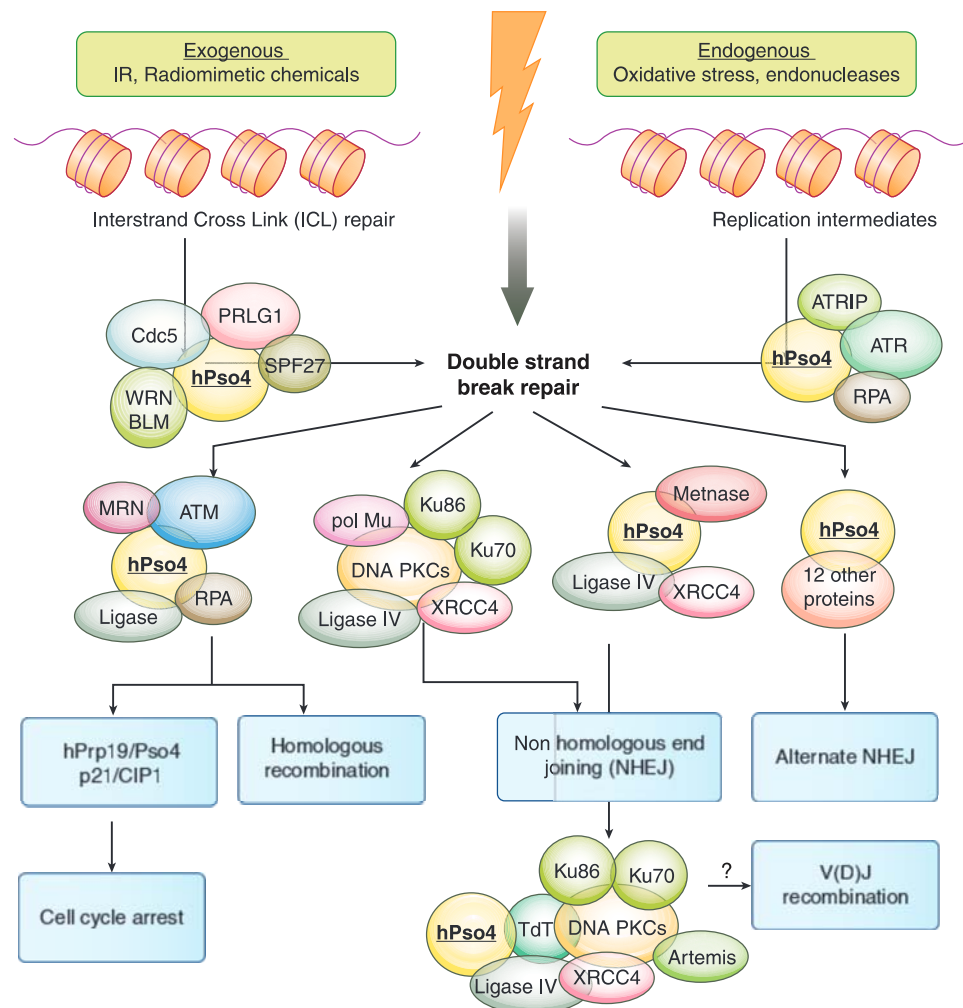 Exogenous
IR, Radiomimetic chemicals
Endogenous
Oxidative stress, endonucleases
Interstrand Cross Link (ICL) repair
Replication intermediates
Cdc5
PRLG1
hPso4
SPF27
WRN
BLM
Double strand
break repair
ATRIP
hPso4
ATR
RPA
MRN
ATM
hPso4
RPA
Ligase
pol Mu
Ku86
Ku70
DNA PKCs
XRCC4
Ligase IV
Metnase
hPso4
Ligase IV
XRCC4
hPso4
12 other
proteins
hPrp19/Pso4
p21/CIP1
Homologous
recombination
Non homologous end
joining (NHEJ)
Alternate NHEJ
Cell cycle arrest
Ku86
Ku70
?
V(D)J
recombination
hPso4
TdT
DNA PKCs
Artemis
Ligase IV
XRCC4